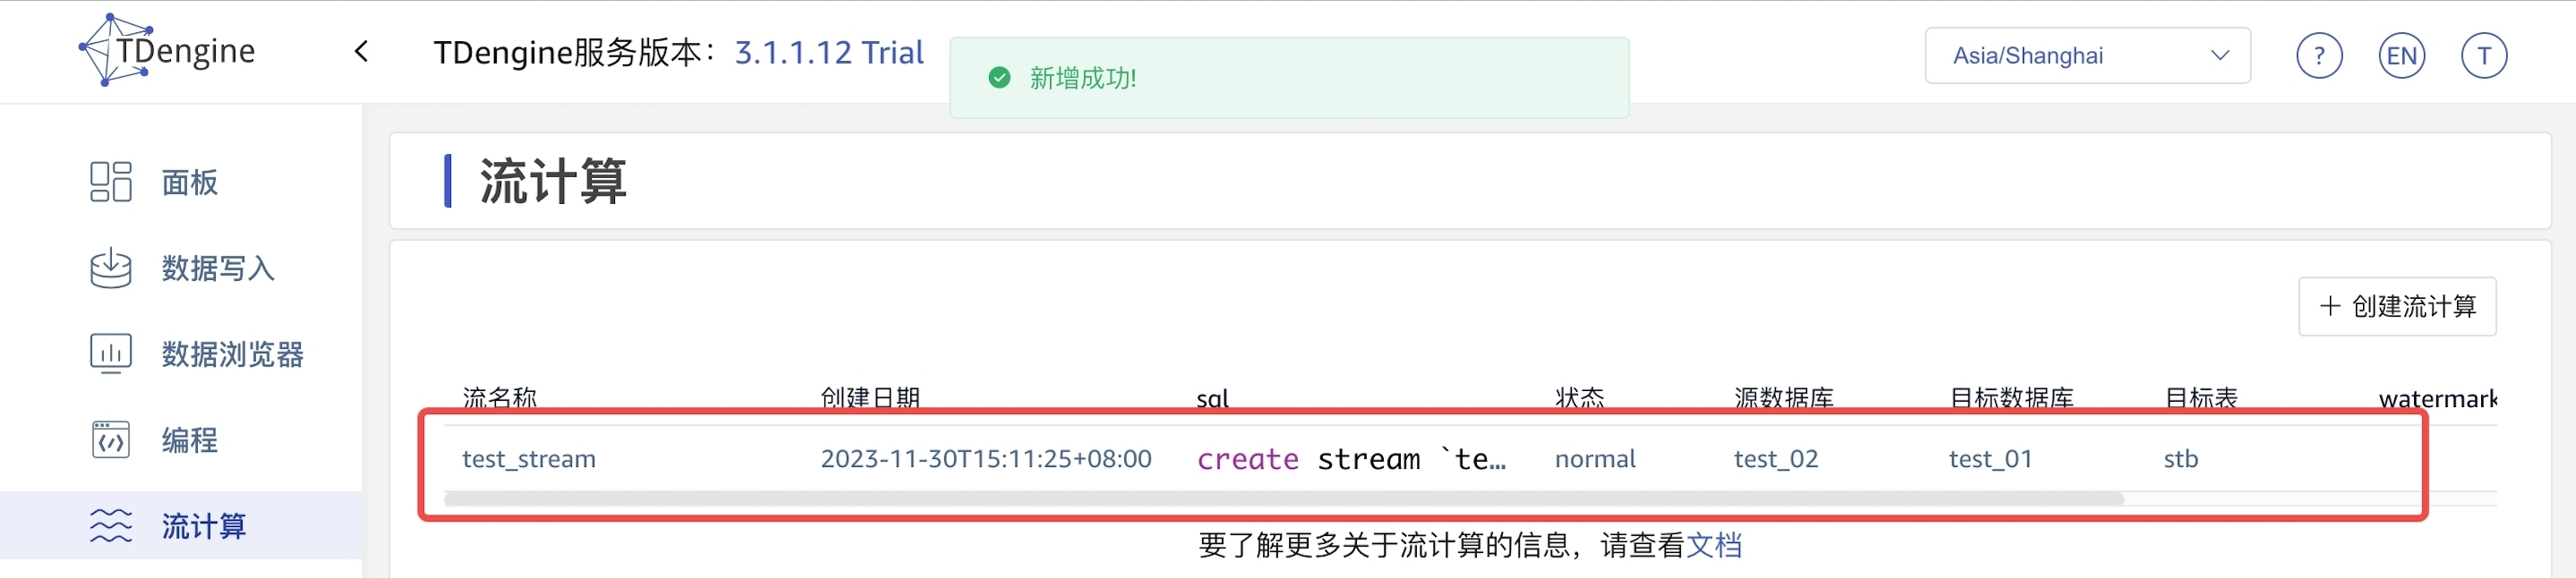 TDengine
TDengine服务版本：3.1.1.12 Trial
新增成功!
Asia/Shanghai
?
EN
T
面板
数据写入
数据浏览器
编程
流计算
流计算
+ 创建流计算
流名称 创建日期 sql 状态 源数据库 目标数据库 目标表 watermark
test_stream 2023-11-30T15:11:25+08:00 create stream `te… normal test_02 test_01 stb
要了解更多关于流计算的信息，请查看文档